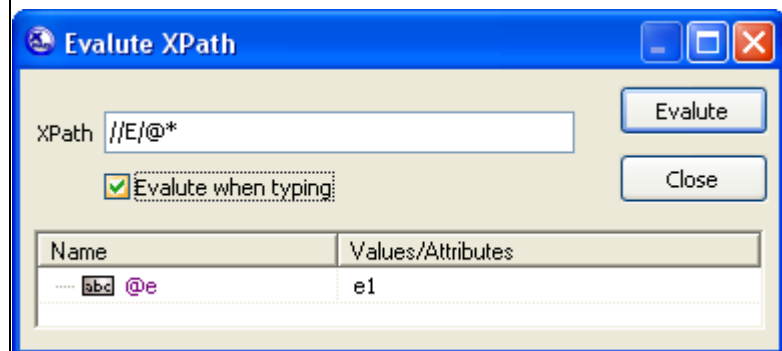 Evalute XPath
Evalute
XPath //E/@*
Evalute when typing
Close
Name Values/Attributes
abc @e e1